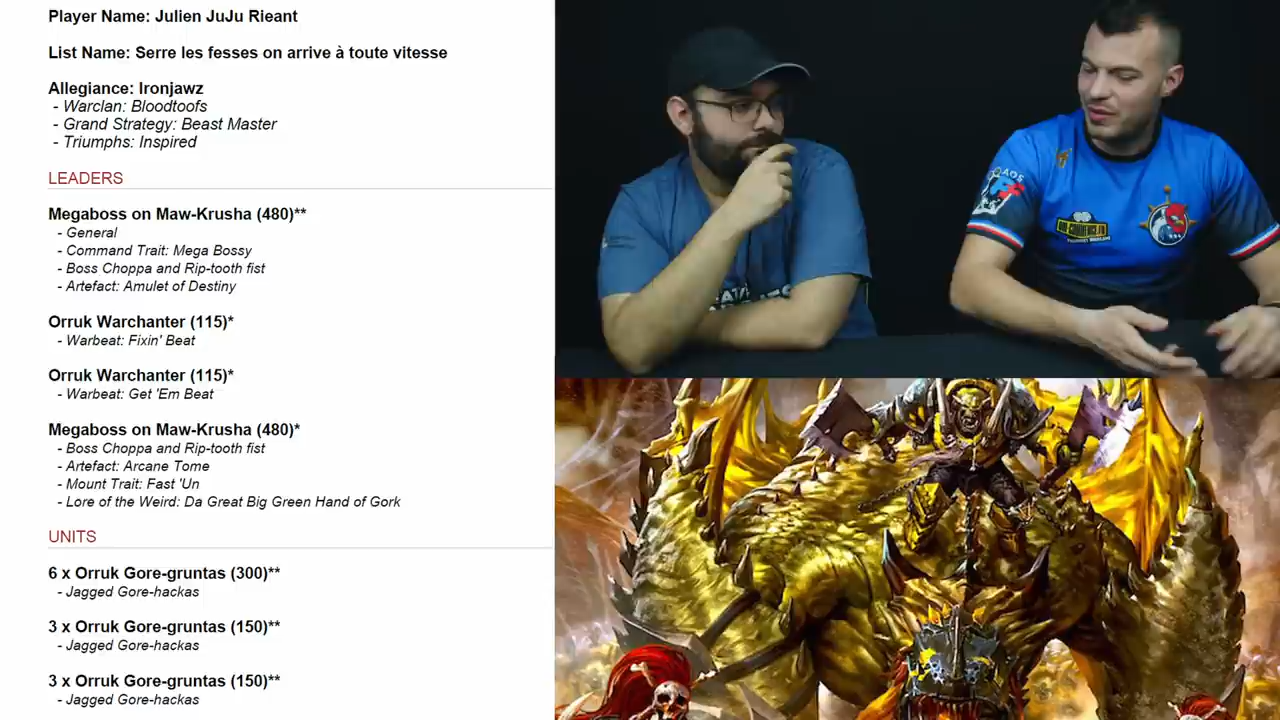 Player Name: Julien JuJu Rieant
List Name: Serre les fesses on arrive à toute vitesse
Allegiance: Ironjawz
- Warclan: Bloodtoofs
- Grand Strategy: Beast Master
- Triumphs: Inspired
LEADERS
Megaboss on Maw-Krusha (480)**
- General
- Command Trait: Mega Bossy
- Boss Choppa and Rip-tooth fist
- Artefact: Amulet of Destiny
Orruk Warchanter (115)*
- Warbeat: Fixin' Beat
Orruk Warchanter (115)*
- Warbeat: Get 'Em Beat
Megaboss on Maw-Krusha (480)*
- Boss Choppa and Rip-tooth fist
- Artefact: Arcane Tome
- Mount Trait: Fast 'Un
- Lore of the Weird: Da Great Big Green Hand of Gork
UNITS
6 x Orruk Gore-gruntas (300)**
- Jagged Gore-hackas
3 x Orruk Gore-gruntas (150)**
- Jagged Gore-hackas
3 x Orruk Gore-gruntas (150)**
- Jagged Gore-hackas